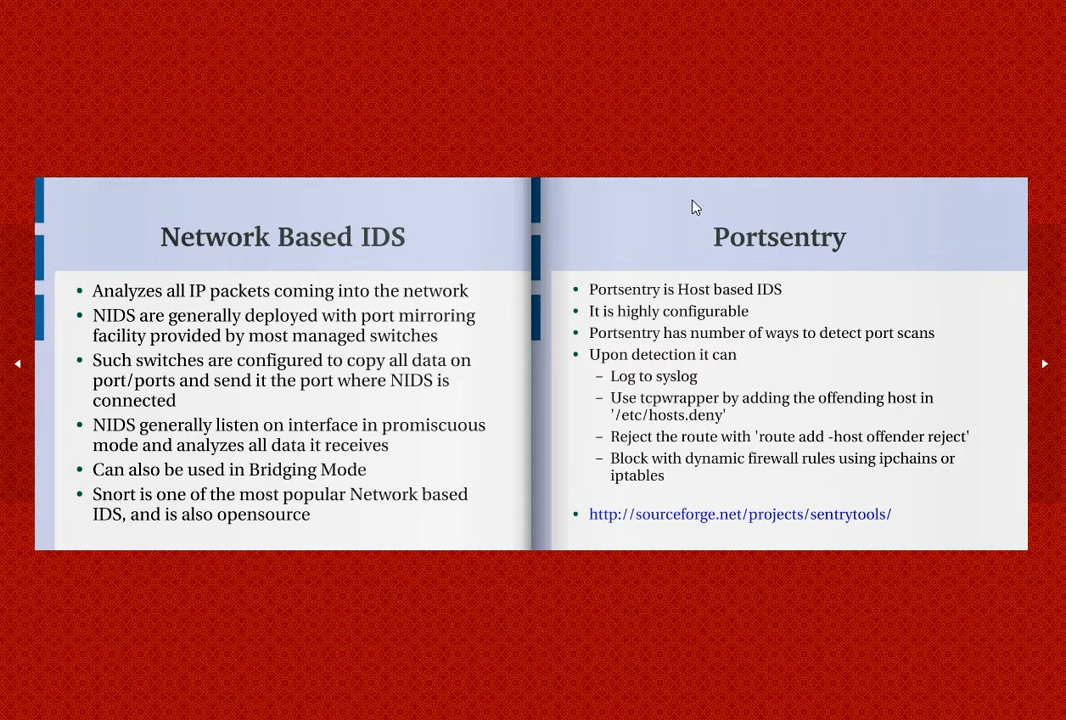 Network Based IDS
• Analyzes all IP packets coming into the network
• NIDS are generally deployed with port mirroring
facility provided by most managed switches
• Such switches are configured to copy all data on
port/ports and send it the port where NIDS is
connected
• NIDS generally listen on interface in promiscuous
mode and analyzes all data it receives
• Can also be used in Bridging Mode
• Snort is one of the most popular Network based
IDS, and is also opensource
Portsentry
• Portsentry is Host based IDS
• It is highly configurable
• Portsentry has number of ways to detect port scans
• Upon detection it can
– Log to syslog
– Use tcpwrapper by adding the offending host in
'/etc/hosts.deny'
– Reject the route with 'route add -host offender reject'
– Block with dynamic firewall rules using ipchains or
iptables
• http://sourceforge.net/projects/sentrytools/